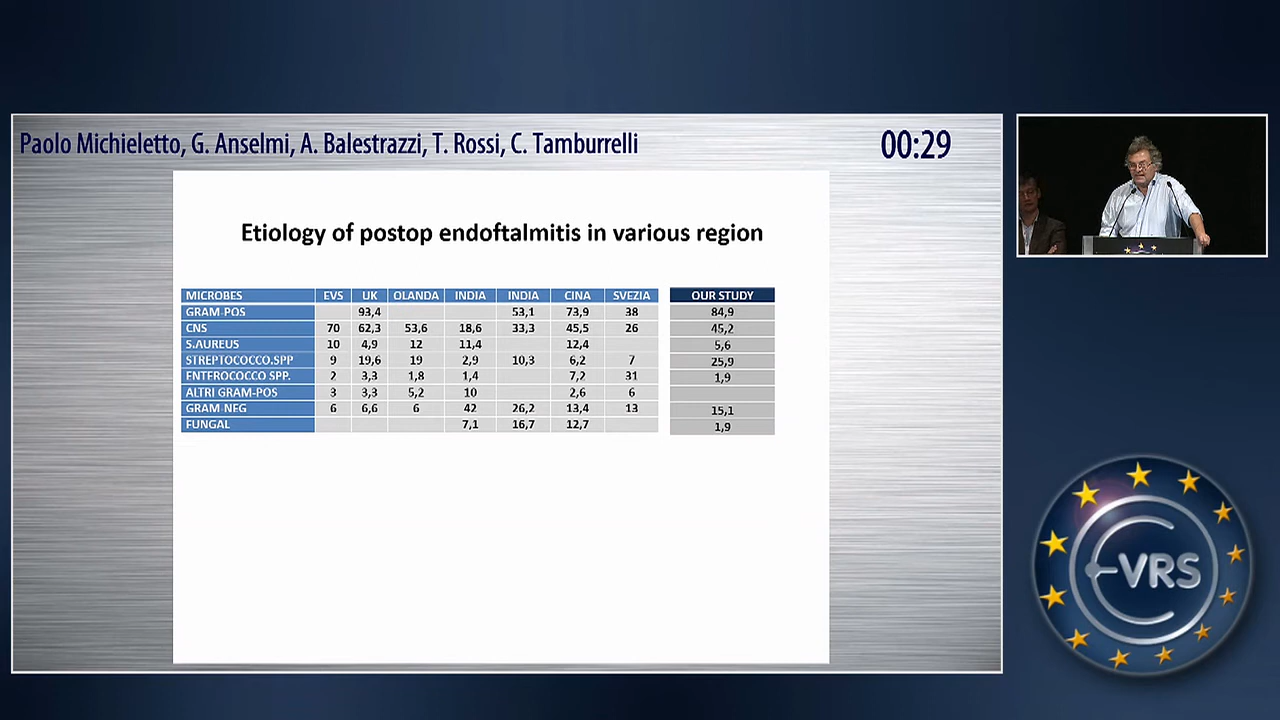 Paolo Michieletto, G. Anselmi, A. Balestrazzi, T. Rossi, C. Tamburrelli 00:29
Etiology of postop endoftalmitis in various region
MICROBES EVS UK OLANDA INDIA INDIA CINA SVEZIA OUR STUDY
GRAM-POS 93,4 53,1 73,9 38 84,9
CNS 70 62,3 53,6 18,6 33,3 45,5 26 45,2
S.AUREUS 10 4,9 12 11,4 12,4 5,6
STREPTOCOCCO.SPP 9 19,6 19 2,9 10,3 6,2 7 25,9
ENTEROCOCCO SPP. 2 3,3 1,8 1,4 7,2 31 1,9
ALTRI GRAM-POS 3 3,3 5,2 10 2,6 6
GRAM-NEG 6 6,6 6 42 26,2 13,4 13 15,1
FUNGAL 7,1 16,7 12,7 1,9
E-VRS